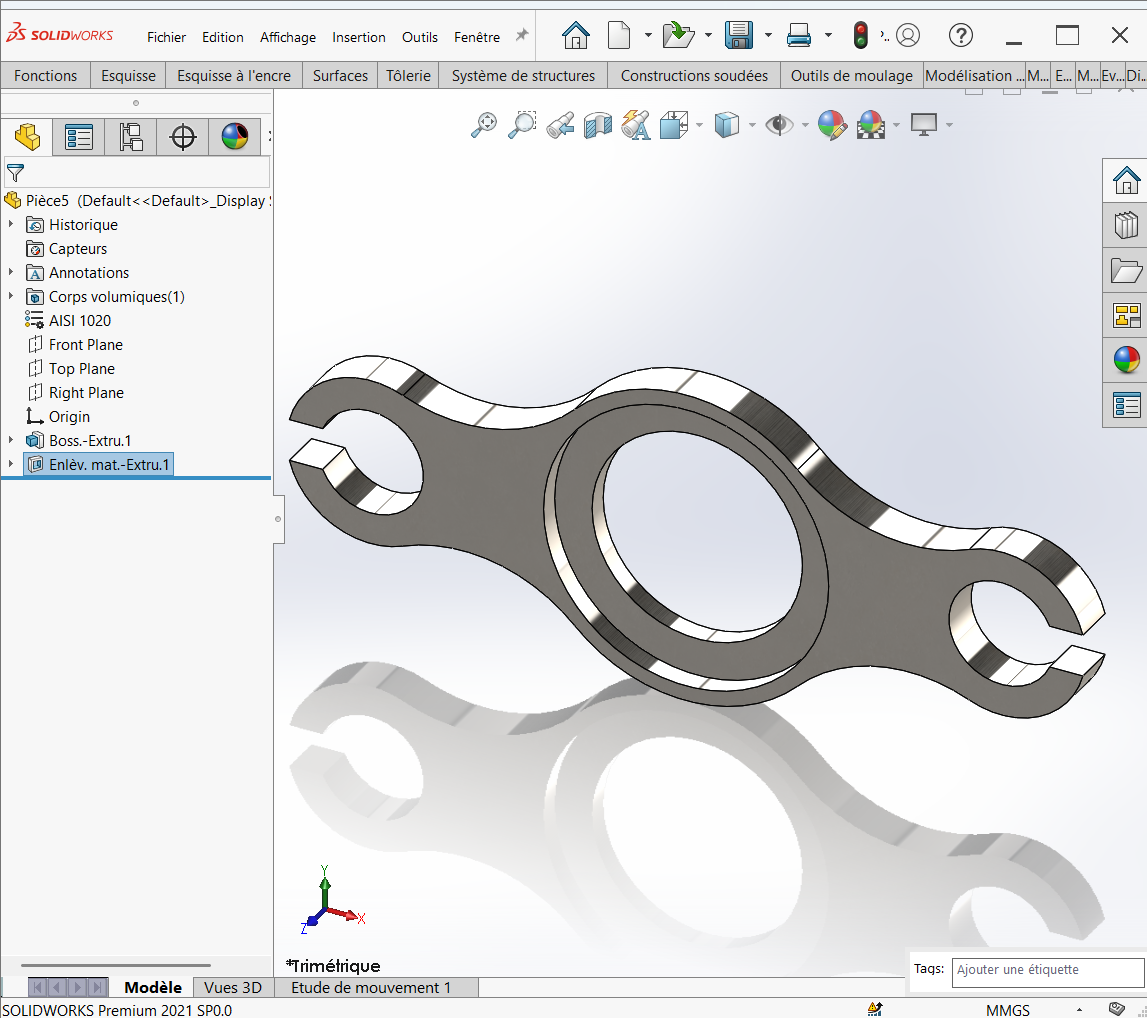 SOLIDWORKS Fichier Edition Affichage Insertion Outils Fenêtre
Fonctions Esquisse Esquisse à l'encre Surfaces Tôlerie Système de structures Constructions soudées Outils de moulage Modélisation ... M... E... M... Ev... Di...
Pièce5 (Default<<Default>_Display
Historique
Capteurs
Annotations
Corps volumiques(1)
AISI 1020
Front Plane
Top Plane
Right Plane
Origin
Boss.-Extru.1
Enlèv. mat.-Extru.1
Y
X
Z
*Trimétrique
Tags: Ajouter une étiquette
Modèle Vues 3D Etude de mouvement 1
SOLIDWORKS Premium 2021 SP0.0 MMGS